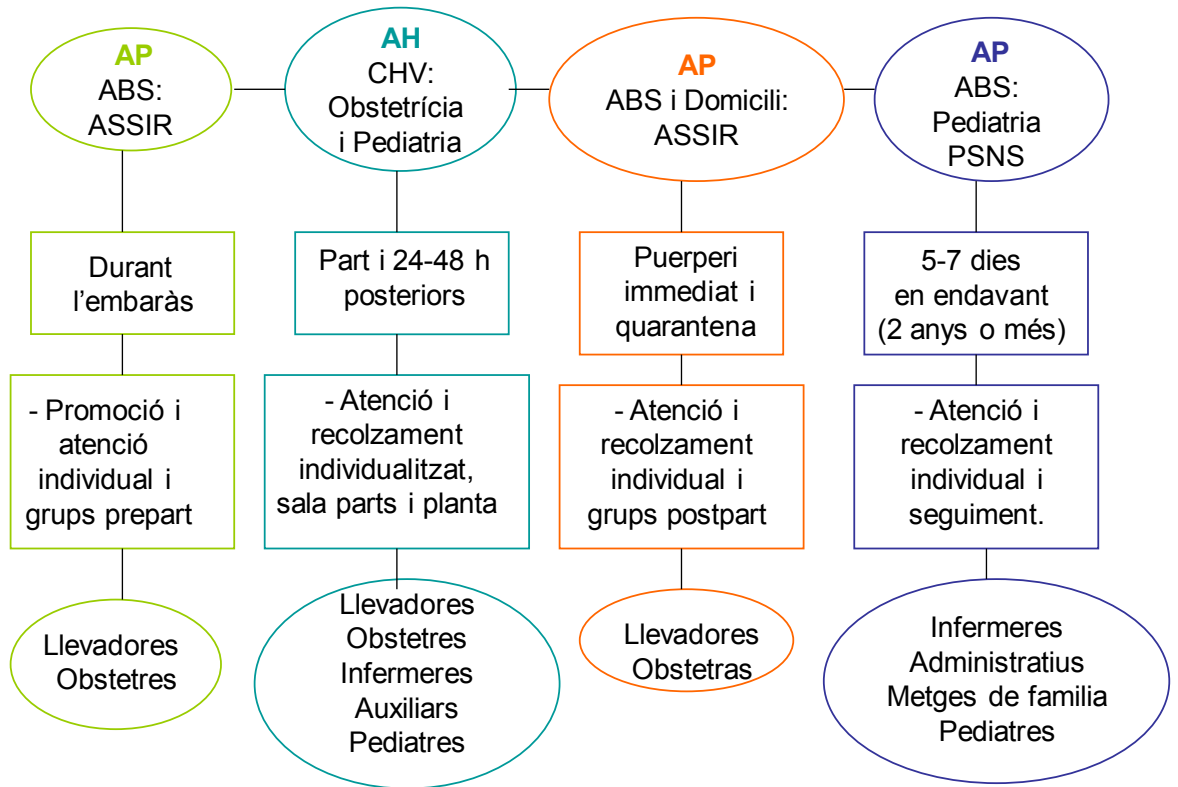 AP
ABS:
ASSIR
AH
CHV:
Obstetrícia
i Pediatria
AP
ABS i Domicili:
ASSIR
AP
ABS:
Pediatria
PSNS
Durant
l’embaràs
Part i 24-48 h
posteriors
Puerperi
immediat i
quarantena
5-7 dies
en endavant
(2 anys o més)
- Promoció i
atenció
individual i
grups prepart
- Atenció i
recolzament
individualitzat,
sala parts i planta
- Atenció i
recolzament
individual i
grups postpart
- Atenció i
recolzament
individual i
seguiment.
Llevadores
Obstetres
Llevadores
Obstetres
Infermeres
Auxiliars
Pediatres
Llevadores
Obstetras
Infermeres
Administratius
Metges de familia
Pediatres